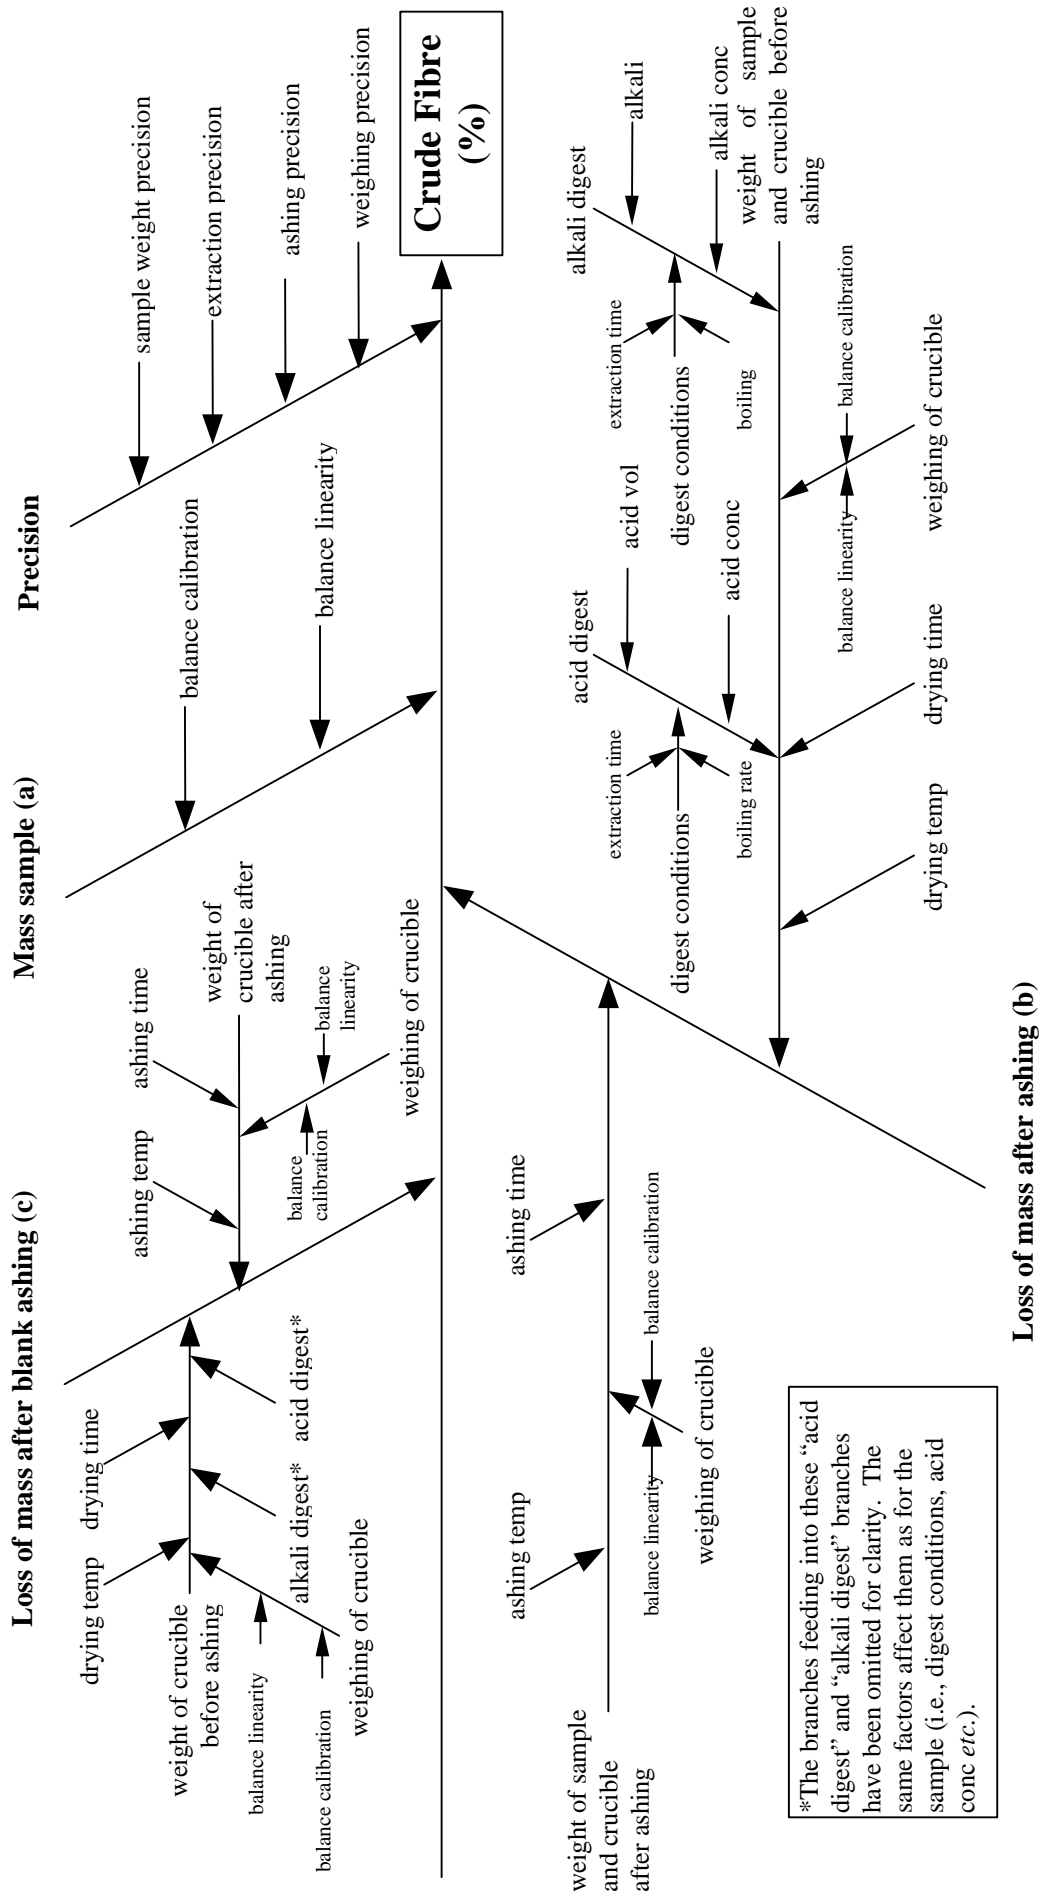 Loss of mass after blank ashing (c)
Mass sample (a)
Precision
drying temp
drying time
ashing temp
ashing time
balance calibration
sample weight precision
weight of crucible
before ashing
weight of
crucible after
ashing
extraction precision
balance linearity
alkali digest*
acid digest*
balance
calibration
balance
linearity
balance linearity
ashing precision
balance calibration
weighing of crucible
weighing of crucible
weighing precision
Crude Fibre
(%)
weight of sample
and crucible
after ashing
ashing temp
ashing time
balance linearity
balance calibration
weighing of crucible
acid digest
acid vol
extraction time
digest conditions
boiling rate
acid conc
alkali digest
alkali
extraction time
digest conditions
boiling
alkali conc
weight of sample
and crucible before
ashing
balance linearity
balance calibration
drying temp
drying time
weighing of crucible
*The branches feeding into these “acid
digest” and “alkali digest” branches
have been omitted for clarity. The
same factors affect them as for the
sample (i.e., digest conditions, acid
conc etc.).
Loss of mass after ashing (b)